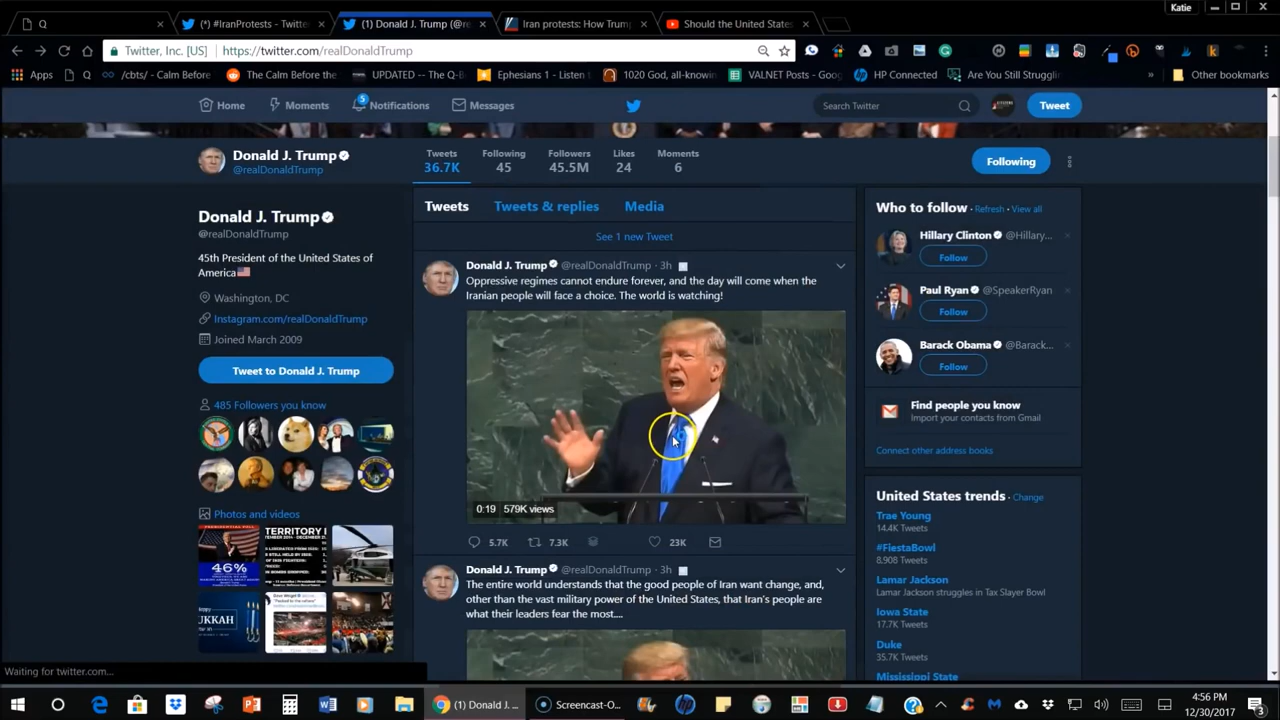 Katie
Q
(*) #IranProtests - Twitter
(1) Donald J. Trump (@re
Iran protests: How Trump
Should the United States
Twitter, Inc. [US]
https://twitter.com/realDonaldTrump
Apps
Q
/cbts/ - Calm Before
The Calm Before the
UPDATED -- The Q-B
Ephesians 1 - Listen
1020 God, all-knowin
VALNET Posts - Goog
HP Connected
Are You Still Struggli
»
Other bookmarks
Home
Moments
5
Notifications
Messages
Search Twitter
Tweet
Donald J. Trump
@realDonaldTrump
Tweets
Following
Followers
Likes
Moments
36.7K
45
45.5M
24
6
Following
Donald J. Trump
@realDonaldTrump
45th President of the United States of
America
Washington, DC
Instagram.com/realDonaldTrump
Joined March 2009
Tweet to Donald J. Trump
485 Followers you know
Photos and videos
46%
TERRITORY
UKKAH
Tweets
Tweets & replies
Media
See 1 new Tweet
Donald J. Trump @realDonaldTrump · 3h
Oppressive regimes cannot endure forever, and the day will come when the
Iranian people will face a choice. The world is watching!
0:19
579K views
5.7K
7.3K
23K
Donald J. Trump @realDonaldTrump · 3h
The entire world understands that the good people of Iran want change, and,
other than the vast military power of the United States, that Iran's people are
what their leaders fear the most....
Who to follow
· Refresh · View all
Hillary Clinton @Hillary...
Follow
Paul Ryan @SpeakerRyan
Follow
Barack Obama @Barack...
Follow
Find people you know
Import your contacts from Gmail
Connect other address books
United States trends · Change
Trae Young
14.4K Tweets
#FiestaBowl
8,908 Tweets
Lamar Jackson
Lamar Jackson struggles in Tax Slayer Bowl
Iowa State
17.7K Tweets
Duke
35.7K Tweets
Mississippi State
Waiting for twitter.com...
(1) Donald J. ...
Screencast-O...
4:56 PM
12/30/2017